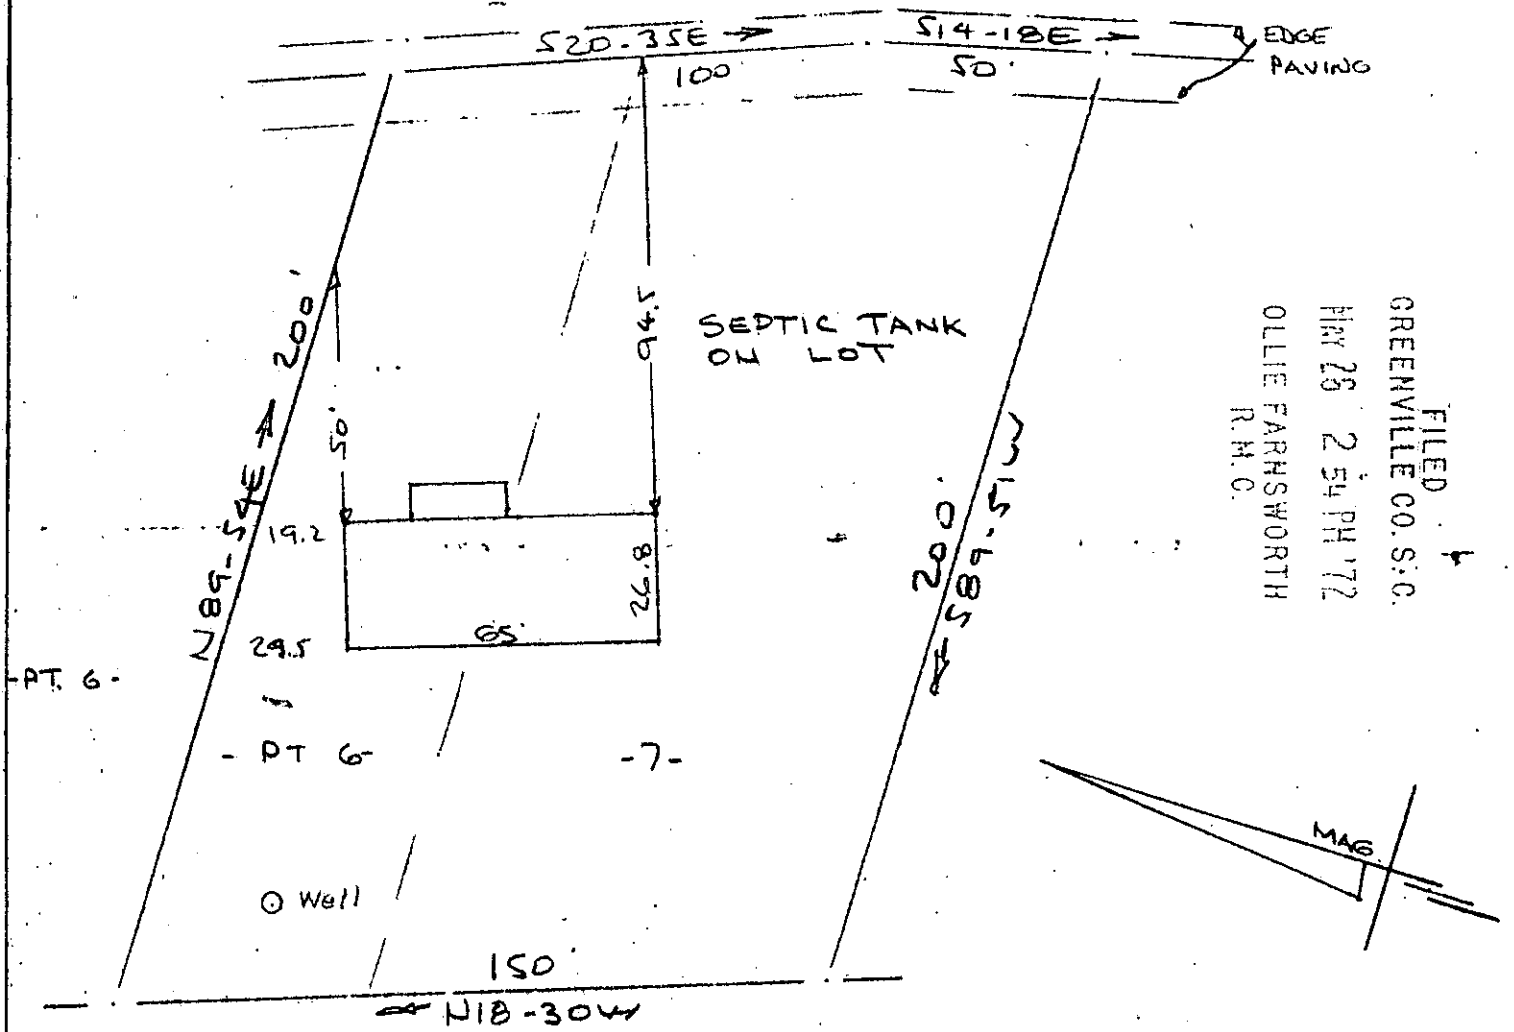 S20-35E
S14-18E
EDGE
PAVING
100
50'
N89-54E 200'
50'
94.5
SEPTIC TANK
ON LOT
200'
S89-51W
19.2
26.8
65'
29.5
-PT. 6-
- PT 6-
-7-
Well
150'
N18-30W
MAG.
FILED
GREENVILLE CO. S.C.
MAY 26 2 54 PM '72
OLLIE FARNSWORTH
R.M.C.